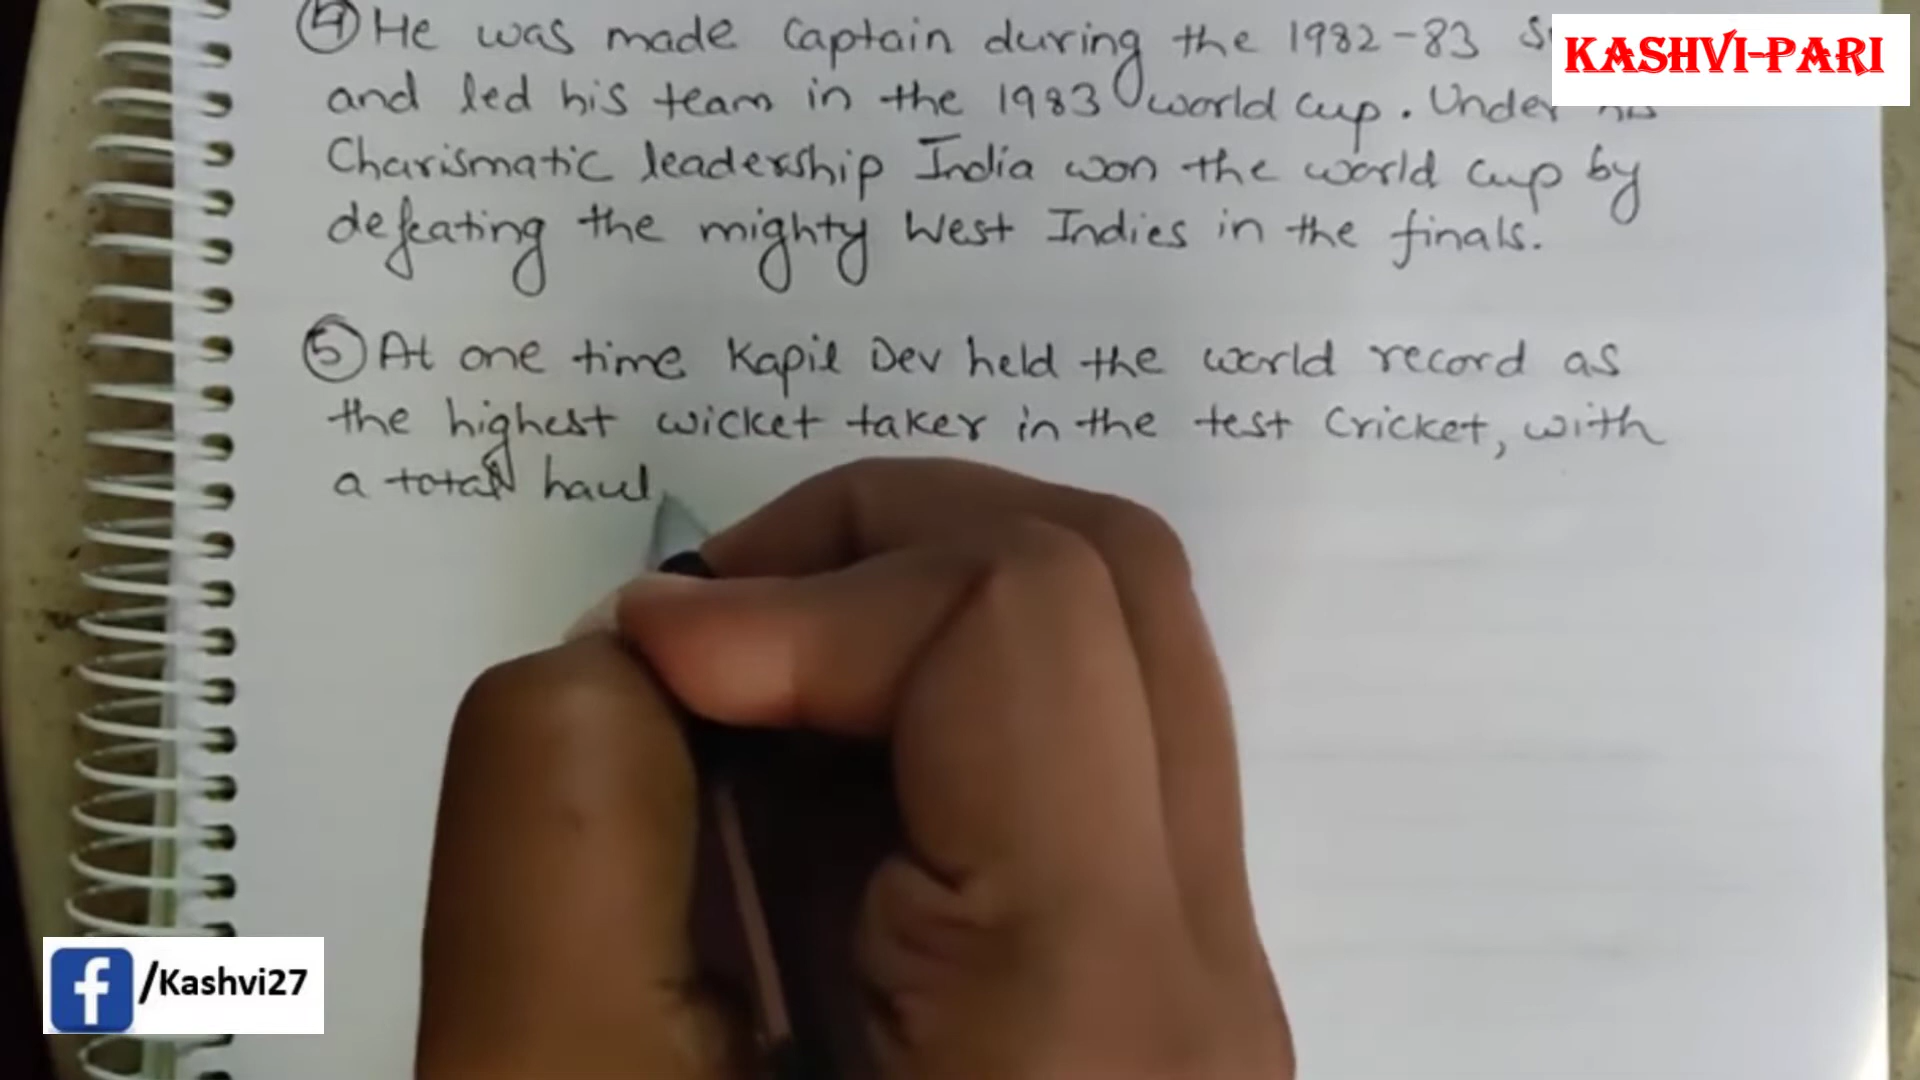 ④ He was made Captain during the 1982-83
KASHVI-PARI
and led his team in the 1983 world cup. Under his
Charismatic leadership India won the world cup by
defeating the mighty West Indies in the finals.
⑤ At one time Kapil Dev held the world record as
the highest wicket taker in the test Cricket, with
a total haul
f /Kashvi27